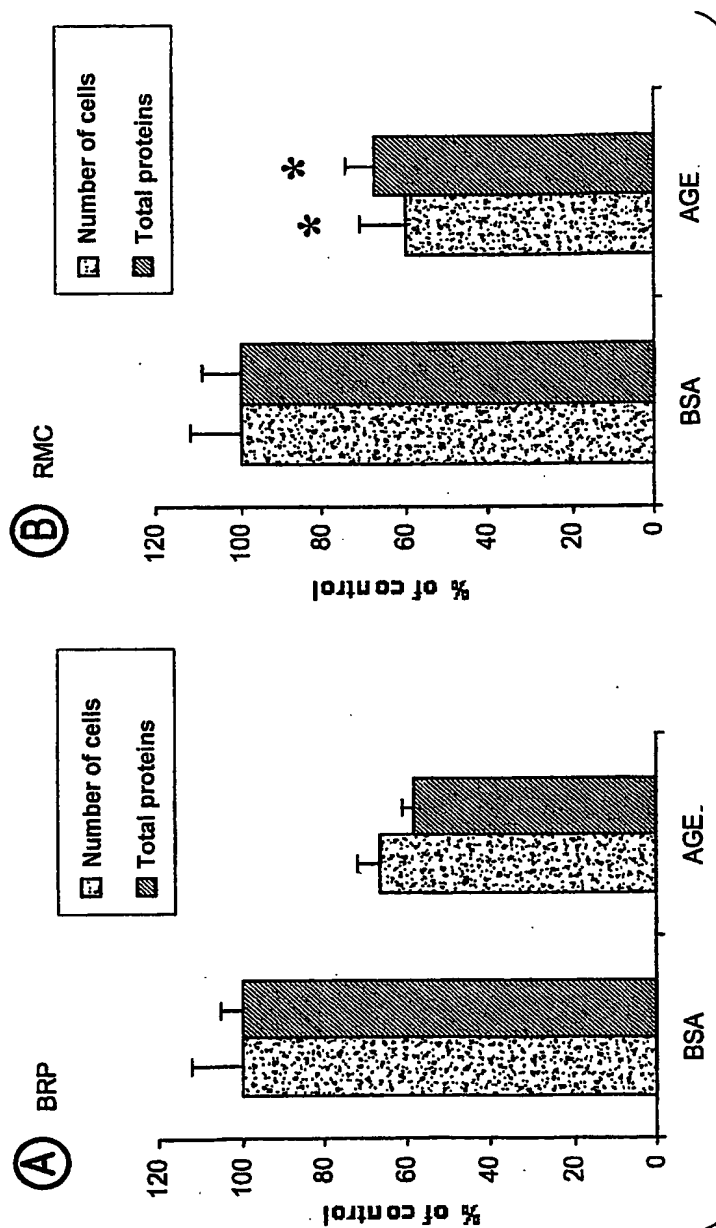 A BRP
Number of cells
Total proteins
% of control
120
100
80
60
40
20
0
BSA
AGE
B RMC
Number of cells
Total proteins
* *
% of control
120
100
80
60
40
20
0
BSA
AGE